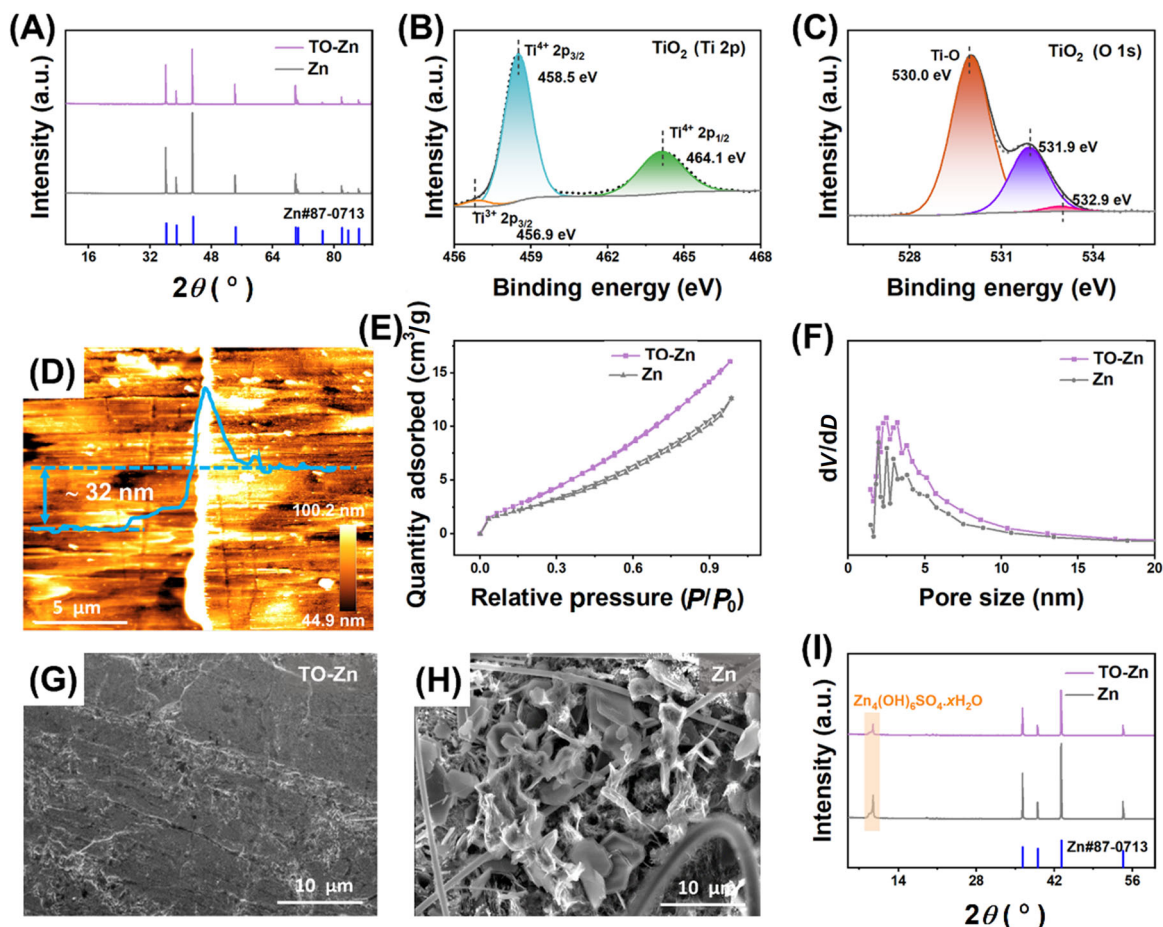 (A)
TO-Zn
Zn
Zn#87-0713
Intensity (a.u.)
16 32 48 64 80
2θ ( ° )
(B)
Ti⁴⁺ 2p₃/₂
458.5 eV
TiO₂ (Ti 2p)
Ti⁴⁺ 2p₁/₂
464.1 eV
Ti³⁺ 2p₃/₂
456.9 eV
Intensity (a.u.)
456 459 462 465 468
Binding energy (eV)
(C)
Ti-O
530.0 eV
TiO₂ (O 1s)
531.9 eV
532.9 eV
Intensity (a.u.)
528 531 534
Binding energy (eV)
(D)
~ 32 nm
100.2 nm
44.9 nm
5 μm
(E)
TO-Zn
Zn
Quantity adsorbed (cm³/g)
15
10
5
0
0.0 0.3 0.6 0.9
Relative pressure (P/P₀)
(F)
TO-Zn
Zn
dV/dD
0 5 10 15 20
Pore size (nm)
(G)
TO-Zn
10 μm
(H)
Zn
10 μm
(I)
TO-Zn
Zn
Zn₄(OH)₆SO₄.xH₂O
Zn#87-0713
Intensity (a.u.)
14 28 42 56
2θ ( ° )